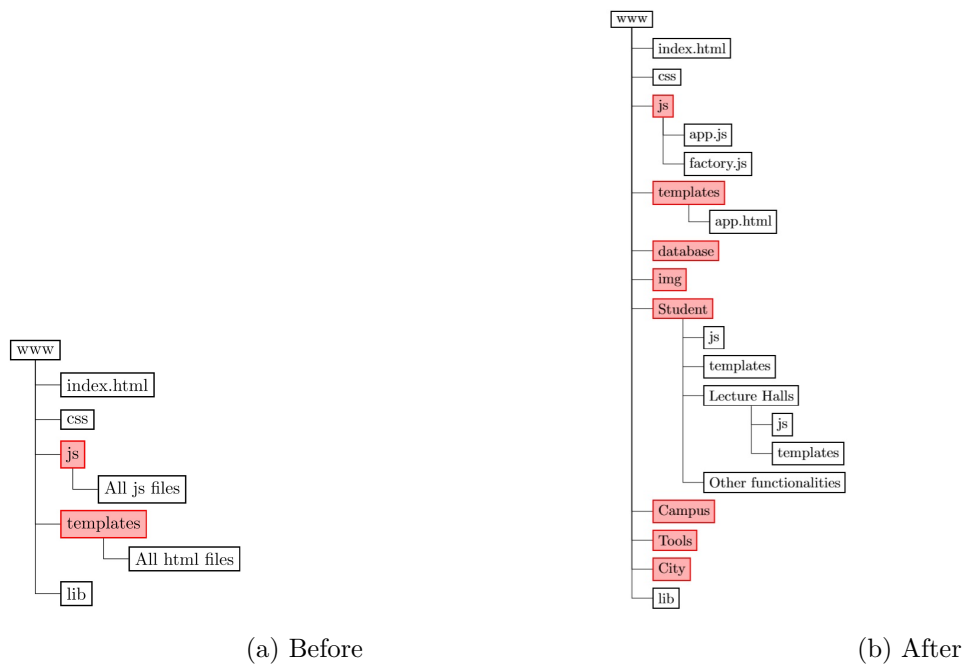 www
index.html
css
js
All js files
templates
All html files
lib
(a) Before
www
index.html
css
js
app.js
factory.js
templates
app.html
database
img
Student
js
templates
Lecture Halls
js
templates
Other functionalities
Campus
Tools
City
lib
(b) After